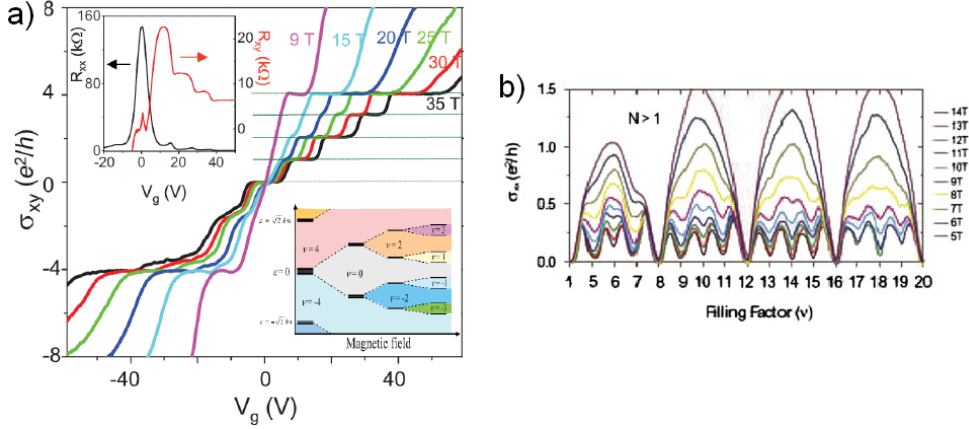 a)
160
80
0
R_xx (kΩ)
20
10
0
R_xy (kΩ)
-20
0
20
40
V_g (V)
9 T
15 T
20 T
25 T
30 T
35 T
8
4
0
-4
-8
σ_xy (e²/h)
ε=0
ν=4
ν=0
ν=-4
ν=2
ν=-2
ν=1
Magnetic field
-40
0
40
V_g (V)
b)
N > 1
1.5
1.0
0.5
0.0
σ_xx (e²/h)
4 5 6 7 8 9 10 11 12 13 14 15 16 17 18 19 20
Filling Factor (ν)
14T
13T
12T
11T
10T
9T
8T
7T
6T
5T